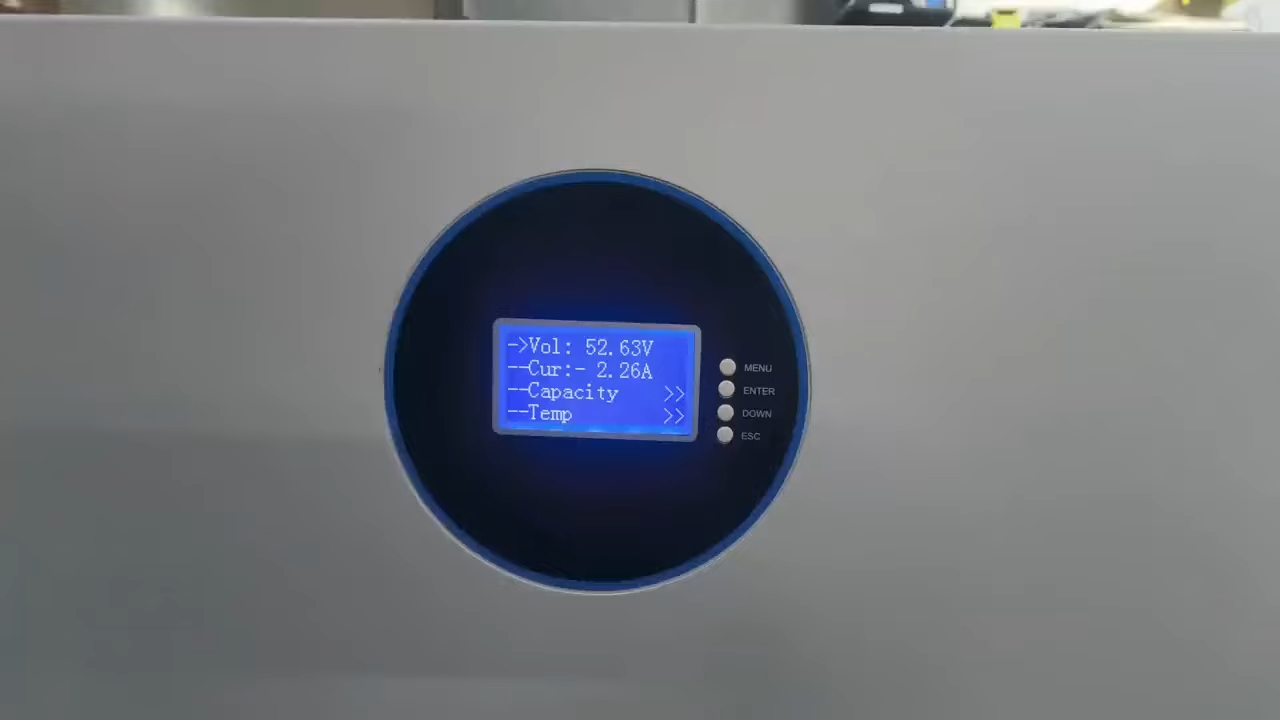 ->Vol: 52.63V
--Cur:- 2.26A
--Capacity >>
--Temp >>
MENU
ENTER
DOWN
ESC